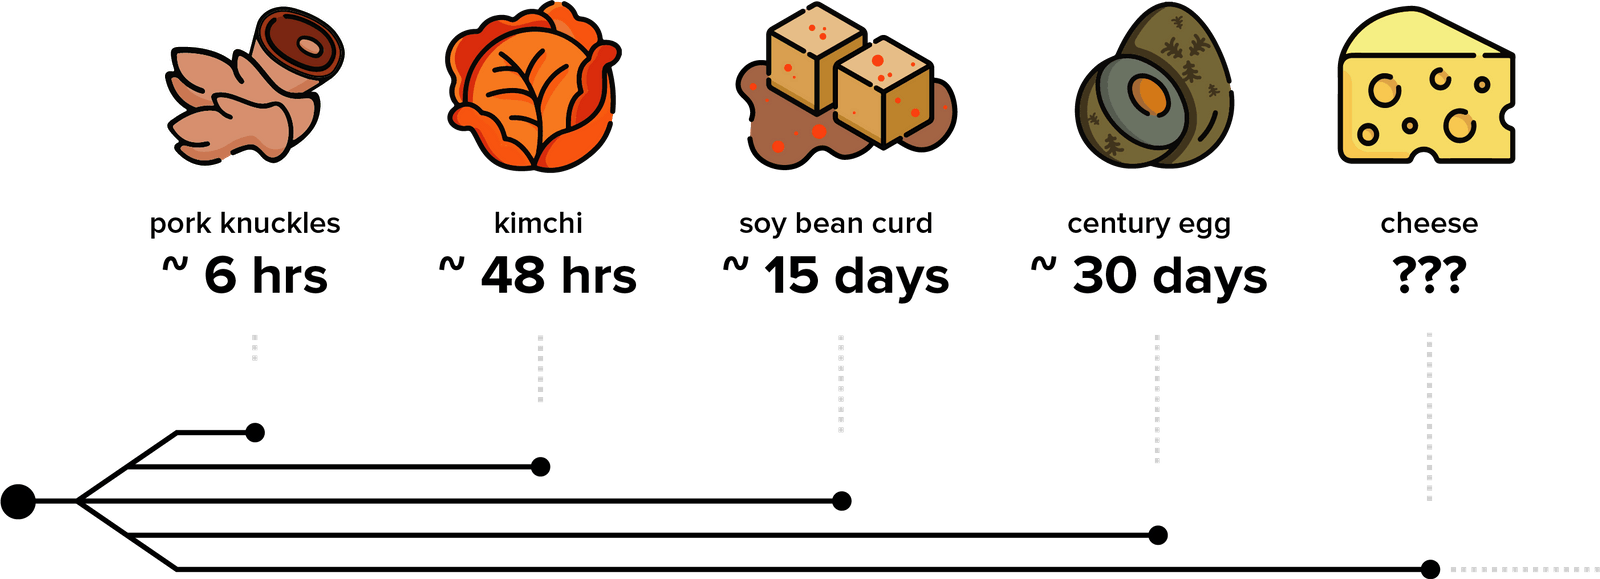 pork knuckles
~ 6 hrs
kimchi
~ 48 hrs
soy bean curd
~ 15 days
century egg
~ 30 days
cheese
???